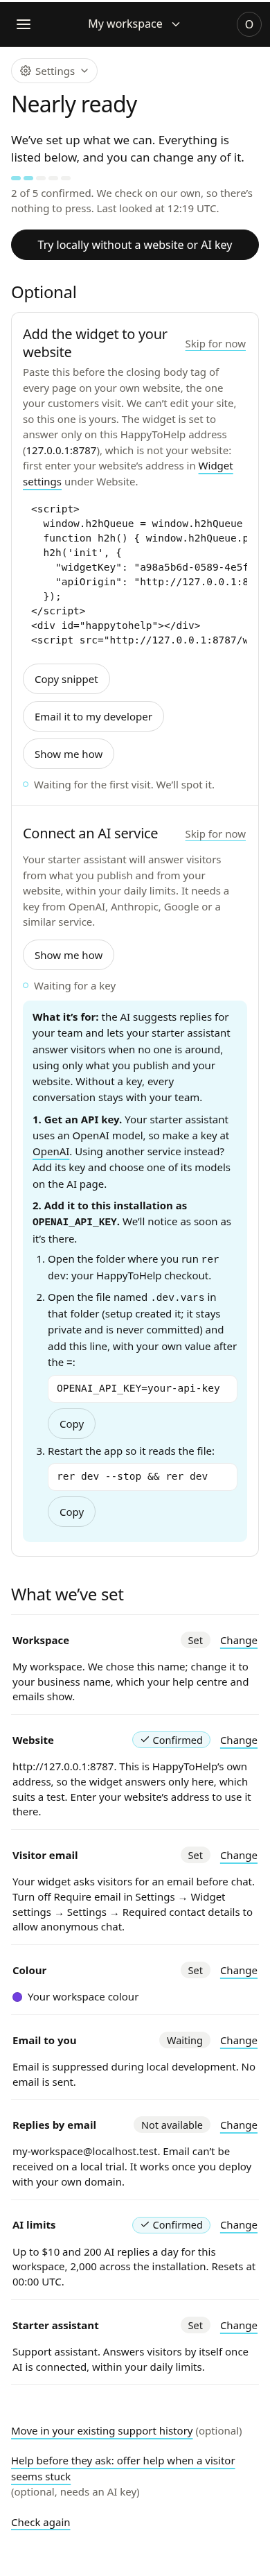 My workspace
O
Settings
Nearly ready
We've set up what we can. Everything is
listed below, and you can change any of it.
2 of 5 confirmed. We check on our own, so there's
nothing to press. Last looked at 12:19 UTC.
Try locally without a website or AI key
Optional
Add the widget to your
website
Skip for now
Paste this before the closing body tag of
every page on your own website, the one
your customers visit. We can't edit your site,
so this one is yours. The widget is set to
answer only on this HappyToHelp address
(127.0.0.1:8787), which is not your website:
first enter your website's address in Widget
settings under Website.
<script>
window.h2hQueue = window.h2hQueue
function h2h() { window.h2hQueue.p
h2h('init', {
"widgetKey": "a98a5b6d-0589-4e5f
"apiOrigin": "http://127.0.0.1:8
});
</script>
<div id="happytohelp"></div>
<script src="http://127.0.0.1:8787/w
Copy snippet
Email it to my developer
Show me how
Waiting for the first visit. We'll spot it.
Connect an AI service
Skip for now
Your starter assistant will answer visitors
from what you publish and from your
website, within your daily limits. It needs a
key from OpenAI, Anthropic, Google or a
similar service.
Show me how
Waiting for a key
What it's for: the AI suggests replies for
your team and lets your starter assistant
answer visitors when no one is around,
using only what you publish and your
website. Without a key, every
conversation stays with your team.
1. Get an API key. Your starter assistant
uses an OpenAI model, so make a key at
OpenAI. Using another service instead?
Add its key and choose one of its models
on the AI page.
2. Add it to this installation as
OPENAI_API_KEY. We'll notice as soon as
it's there.
1. Open the folder where you run rer
dev: your HappyToHelp checkout.
2. Open the file named .dev.vars in
that folder (setup created it; it stays
private and is never committed) and
add this line, with your own value after
the =:
OPENAI_API_KEY=your-api-key
Copy
3. Restart the app so it reads the file:
rer dev --stop && rer dev
Copy
What we've set
Workspace
Set
Change
My workspace. We chose this name; change it to
your business name, which your help centre and
emails show.
Website
✓ Confirmed
Change
http://127.0.0.1:8787. This is HappyToHelp's own
address, so the widget answers only here, which
suits a test. Enter your website's address to use it
there.
Visitor email
Set
Change
Your widget asks visitors for an email before chat.
Turn off Require email in Settings → Widget
settings → Settings → Required contact details to
allow anonymous chat.
Colour
Set
Change
Your workspace colour
Email to you
Waiting
Change
Email is suppressed during local development. No
email is sent.
Replies by email
Not available
Change
my-workspace@localhost.test. Email can't be
received on a local trial. It works once you deploy
with your own domain.
AI limits
✓ Confirmed
Change
Up to $10 and 200 AI replies a day for this
workspace, 2,000 across the installation. Resets at
00:00 UTC.
Starter assistant
Set
Change
Support assistant. Answers visitors by itself once
AI is connected, within your daily limits.
Move in your existing support history (optional)
Help before they ask: offer help when a visitor
seems stuck
(optional, needs an AI key)
Check again